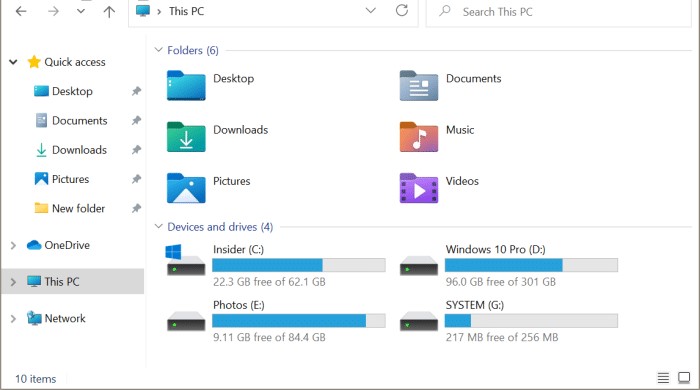 This PC
Search This PC
Quick access
Desktop
Documents
Downloads
Pictures
New folder
OneDrive
This PC
Network
Folders (6)
Desktop
Documents
Downloads
Music
Pictures
Videos
Devices and drives (4)
Insider (C:)
22.3 GB free of 62.1 GB
Windows 10 Pro (D:)
96.0 GB free of 301 GB
Photos (E:)
9.11 GB free of 84.4 GB
SYSTEM (G:)
217 MB free of 256 MB
10 items